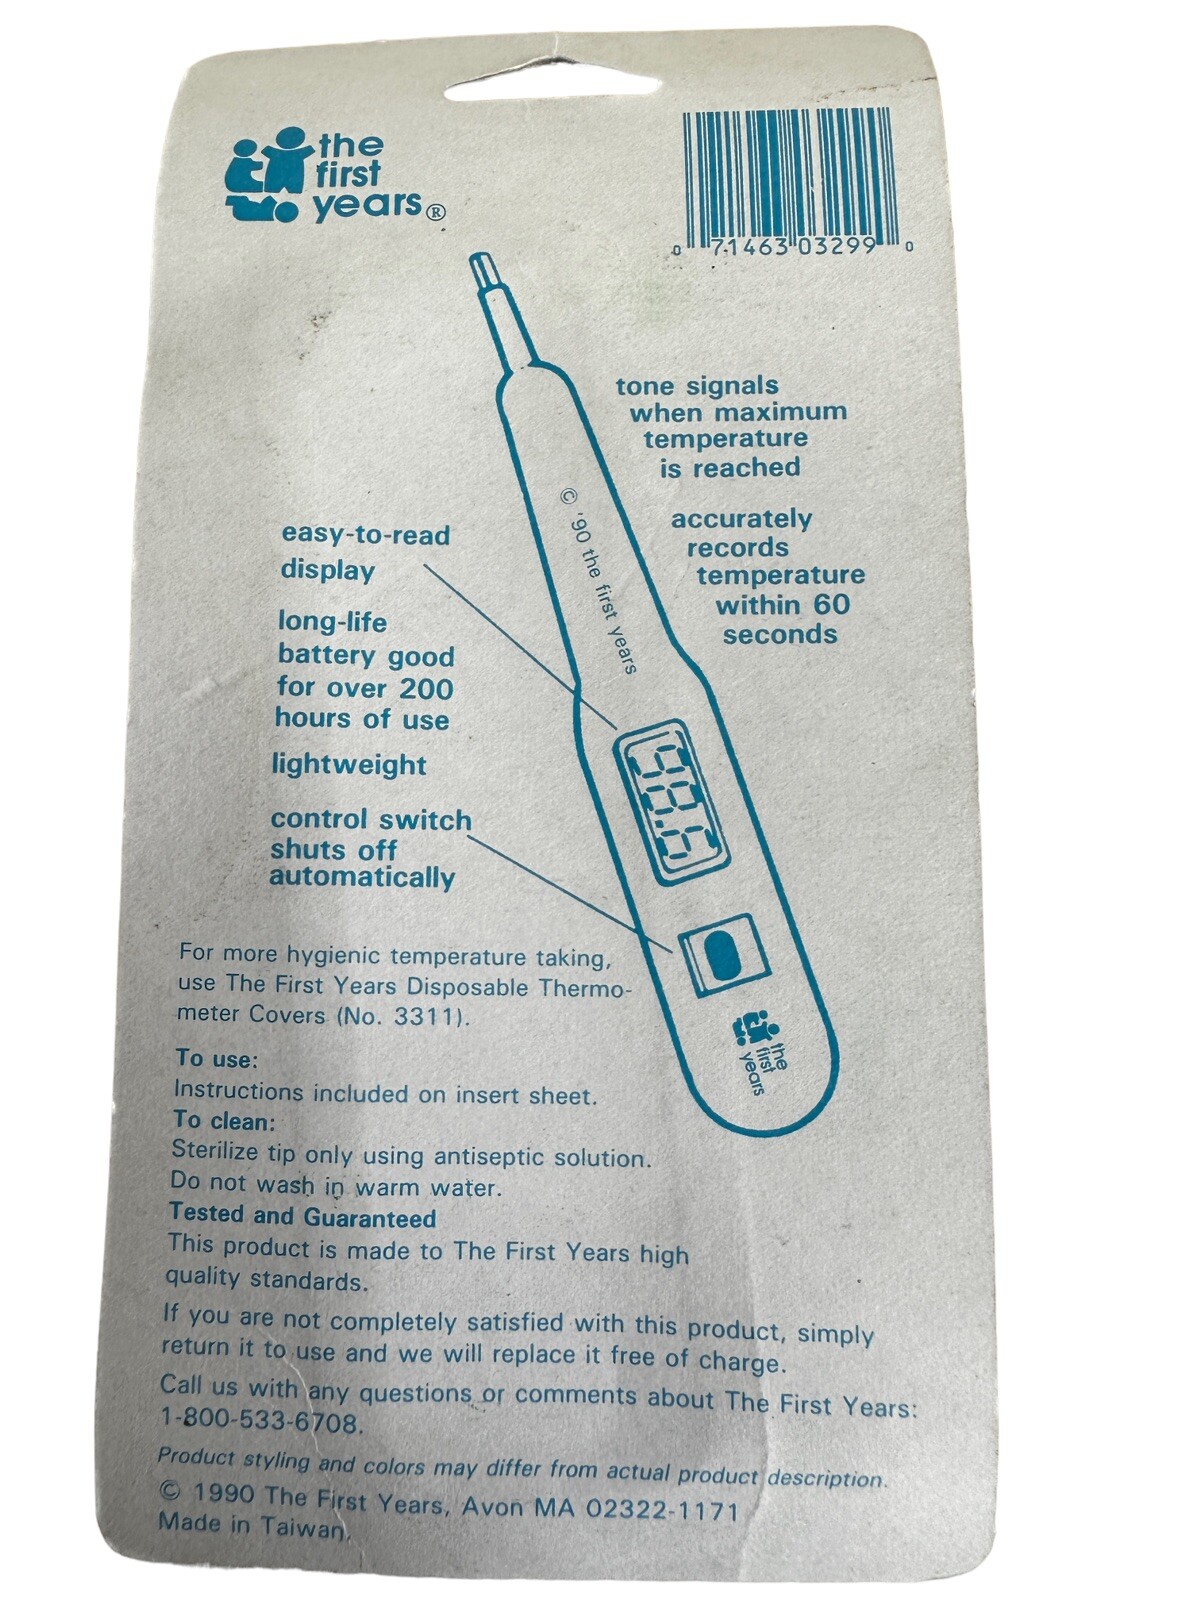 the
first
years®
0 71463 03299 0
tone signals
when maximum
temperature
is reached
accurately
records
temperature
within 60
seconds
© '90 the first years
easy-to-read
display
long-life
battery good
for over 200
hours of use
lightweight
control switch
shuts off
automatically
98.6
the
first
years
For more hygienic temperature taking,
use The First Years Disposable Thermo-
meter Covers (No. 3311).
To use:
Instructions included on insert sheet.
To clean:
Sterilize tip only using antiseptic solution.
Do not wash in warm water.
Tested and Guaranteed
This product is made to The First Years high
quality standards.
If you are not completely satisfied with this product, simply
return it to use and we will replace it free of charge.
Call us with any questions or comments about The First Years:
1-800-533-6708.
Product styling and colors may differ from actual product description.
© 1990 The First Years, Avon MA 02322-1171
Made in Taiwan.